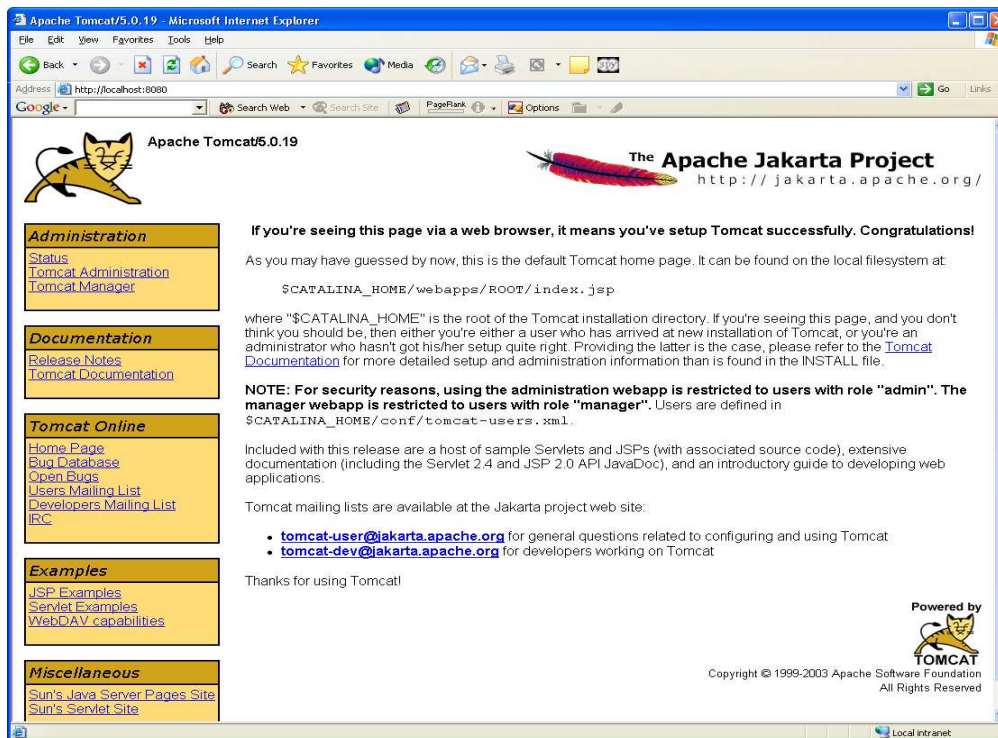 Apache Tomcat/5.0.19 - Microsoft Internet Explorer
File Edit View Favorites Tools Help
Back Search Favorites Media
Address http://localhost:8080 Go Links
Google Search Web Search Site PageRank Options
Apache Tomcat/5.0.19
The Apache Jakarta Project
http://jakarta.apache.org/
Administration
Status
Tomcat Administration
Tomcat Manager
Documentation
Release Notes
Tomcat Documentation
Tomcat Online
Home Page
Bug Database
Open Bugs
Users Mailing List
Developers Mailing List
IRC
Examples
JSP Examples
Servlet Examples
WebDAV capabilities
Miscellaneous
Sun's Java Server Pages Site
Sun's Servlet Site
If you're seeing this page via a web browser, it means you've setup Tomcat successfully. Congratulations!
As you may have guessed by now, this is the default Tomcat home page. It can be found on the local filesystem at:
$CATALINA_HOME/webapps/ROOT/index.jsp
where "$CATALINA_HOME" is the root of the Tomcat installation directory. If you're seeing this page, and you don't
think you should be, then either you're either a user who has arrived at new installation of Tomcat, or you're an
administrator who hasn't got his/her setup quite right. Providing the latter is the case, please refer to the Tomcat
Documentation for more detailed setup and administration information than is found in the INSTALL file.
NOTE: For security reasons, using the administration webapp is restricted to users with role "admin". The
manager webapp is restricted to users with role "manager". Users are defined in
$CATALINA_HOME/conf/tomcat-users.xml.
Included with this release are a host of sample Servlets and JSPs (with associated source code), extensive
documentation (including the Servlet 2.4 and JSP 2.0 API JavaDoc), and an introductory guide to developing web
applications.
Tomcat mailing lists are available at the Jakarta project web site:
• tomcat-user@jakarta.apache.org for general questions related to configuring and using Tomcat
• tomcat-dev@jakarta.apache.org for developers working on Tomcat
Thanks for using Tomcat!
Powered by
TOMCAT
Copyright © 1999-2003 Apache Software Foundation
All Rights Reserved
Local intranet